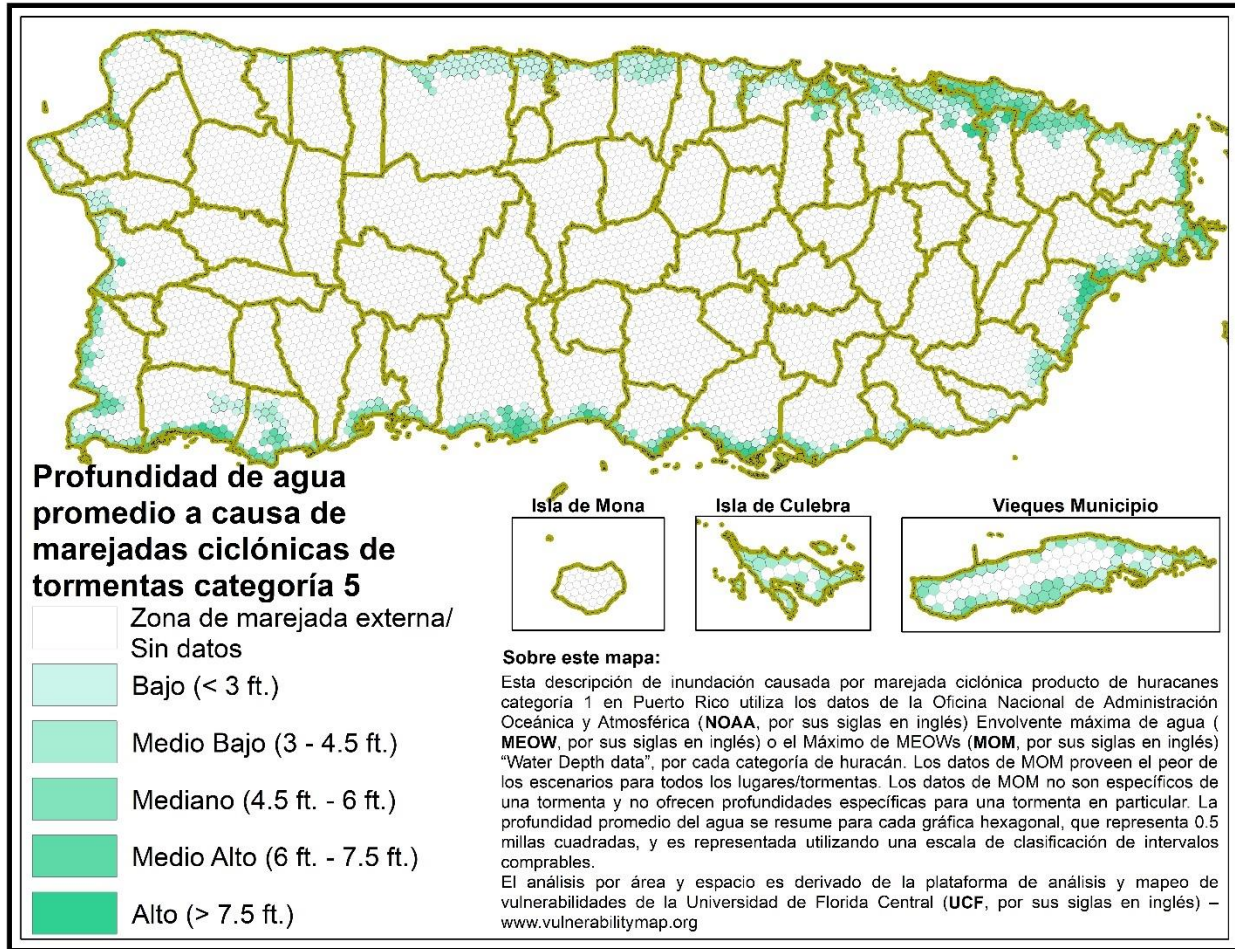 Profundidad de agua
promedio a causa de
marejadas ciclónicas de
tormentas categoría 5
Zona de marejada externa/
Sin datos
Bajo (< 3 ft.)
Medio Bajo (3 - 4.5 ft.)
Mediano (4.5 ft. - 6 ft.)
Medio Alto (6 ft. - 7.5 ft.)
Alto (> 7.5 ft.)
Isla de Mona
Isla de Culebra
Vieques Municipio
Sobre este mapa:
Esta descripción de inundación causada por marejada ciclónica producto de huracanes
categoría 1 en Puerto Rico utiliza los datos de la Oficina Nacional de Administración
Oceánica y Atmosférica (NOAA, por sus siglas en inglés) Envolvente máxima de agua (
MEOW, por sus siglas en inglés) o el Máximo de MEOWs (MOM, por sus siglas en inglés)
“Water Depth data”, por cada categoría de huracán. Los datos de MOM proveen el peor de
los escenarios para todos los lugares/tormentas. Los datos de MOM no son específicos de
una tormenta y no ofrecen profundidades específicas para una tormenta en particular. La
profundidad promedio del agua se resume para cada gráfica hexagonal, que representa 0.5
millas cuadradas, y es representada utilizando una escala de clasificación de intervalos
comprables.
El análisis por área y espacio es derivado de la plataforma de análisis y mapeo de
vulnerabilidades de la Universidad de Florida Central (UCF, por sus siglas en inglés) –
www.vulnerabilitymap.org